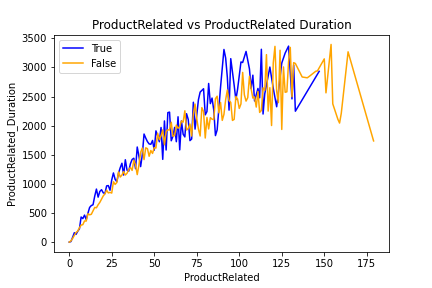 ProductRelated vs ProductRelated Duration
True
False
ProductRelated_Duration
3500
3000
2500
2000
1500
1000
500
0
0 25 50 75 100 125 150 175
ProductRelated